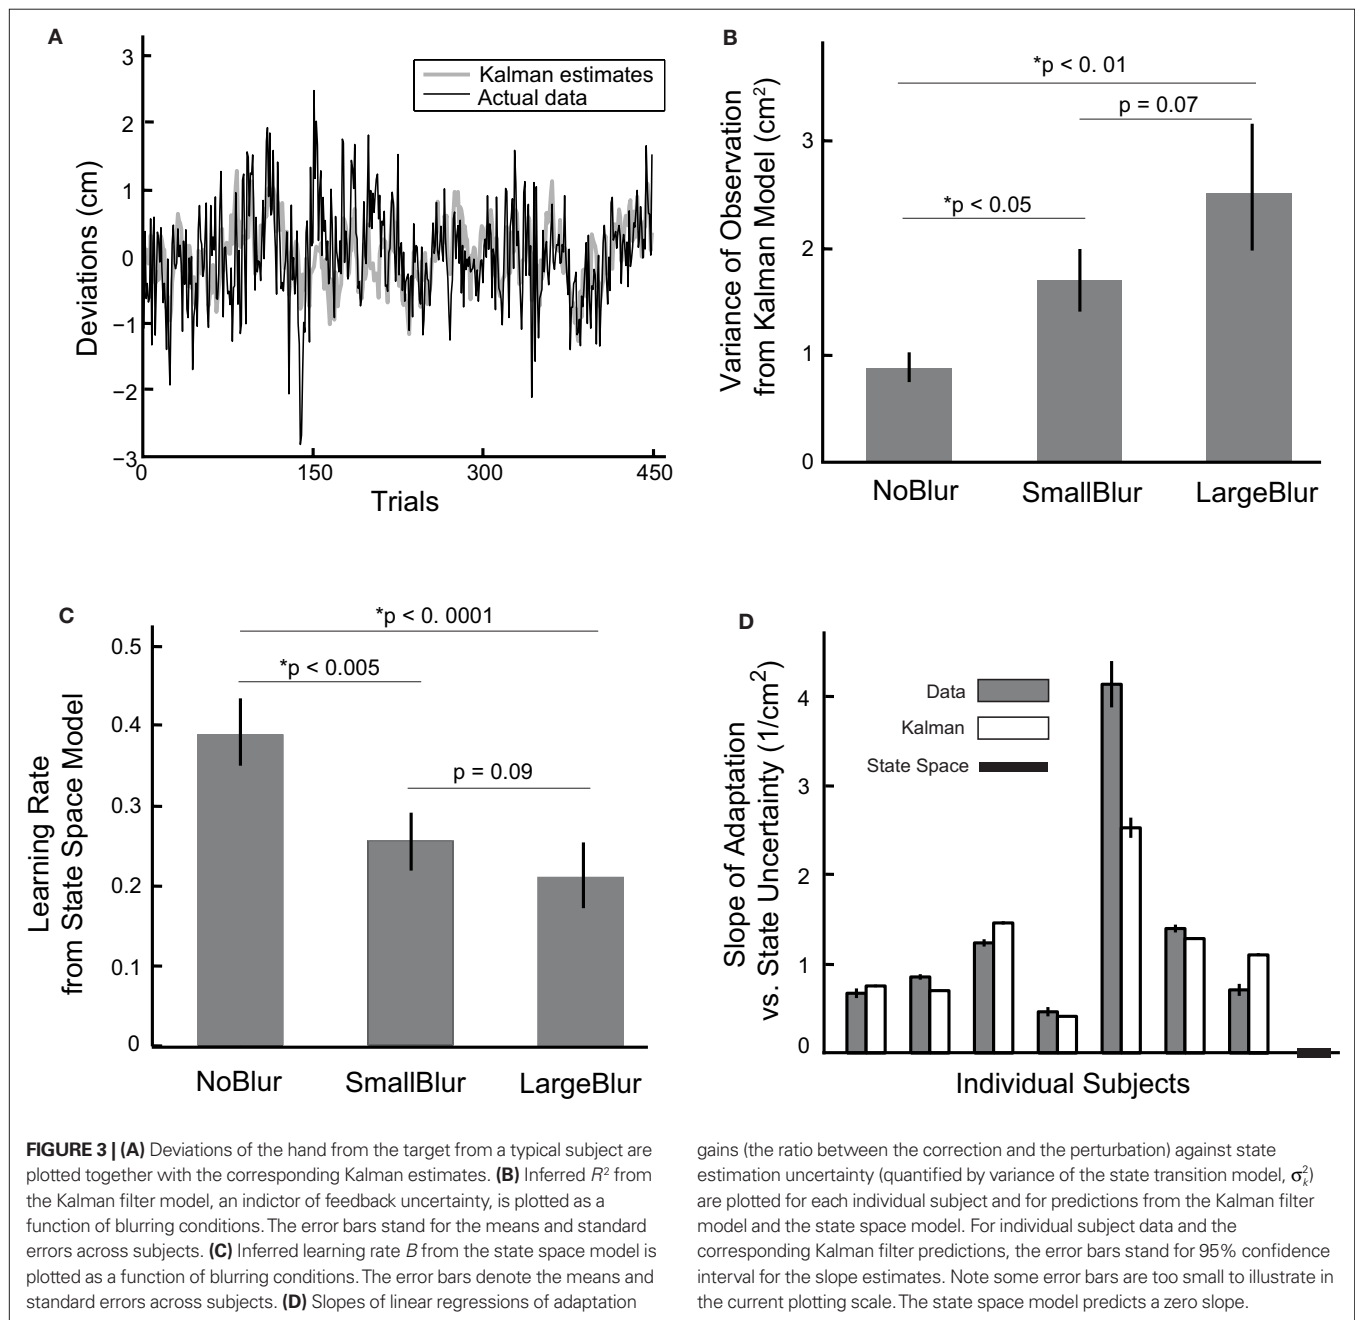 A
3
2
1
0
−1
−2
−3
Deviations (cm)
Kalman estimates
Actual data
0
150
300
450
Trials
B
*p < 0. 01
p = 0.07
*p < 0.05
Variance of Observation
from Kalman Model (cm²)
3
2
1
0
NoBlur
SmallBlur
LargeBlur
C
*p < 0. 0001
*p < 0.005
p = 0.09
Learning Rate
from State Space Model
0.5
0.4
0.3
0.2
0.1
0
NoBlur
SmallBlur
LargeBlur
D
Slope of Adaptation
vs. State Uncertainty (1/cm²)
4
3
2
1
0
Data
Kalman
State Space
Individual Subjects
FIGURE 3 | (A) Deviations of the hand from the target from a typical subject are
plotted together with the corresponding Kalman estimates. (B) Inferred R² from
the Kalman filter model, an indictor of feedback uncertainty, is plotted as a
function of blurring conditions. The error bars stand for the means and standard
errors across subjects. (C) Inferred learning rate B from the state space model is
plotted as a function of blurring conditions. The error bars denote the means and
standard errors across subjects. (D) Slopes of linear regressions of adaptation
gains (the ratio between the correction and the perturbation) against state
estimation uncertainty (quantified by variance of the state transition model, σ²ₖ)
are plotted for each individual subject and for predictions from the Kalman filter
model and the state space model. For individual subject data and the
corresponding Kalman filter predictions, the error bars stand for 95% confidence
interval for the slope estimates. Note some error bars are too small to illustrate in
the current plotting scale. The state space model predicts a zero slope.